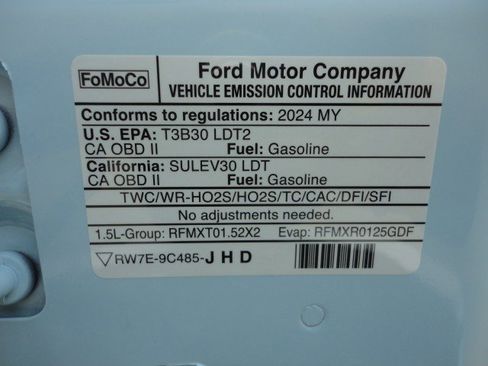 FoMoCo
Ford Motor Company
VEHICLE EMISSION CONTROL INFORMATION
Conforms to regulations: 2024 MY
U.S. EPA: T3B30 LDT2
CA OBD II Fuel: Gasoline
California: SULEV30 LDT
CA OBD II Fuel: Gasoline
TWC/WR-HO2S/HO2S/TC/CAC/DFI/SFI
No adjustments needed.
1.5L-Group: RFMXT01.52X2 Evap: RFMXR0125GDF
RW7E-9C485-JHD